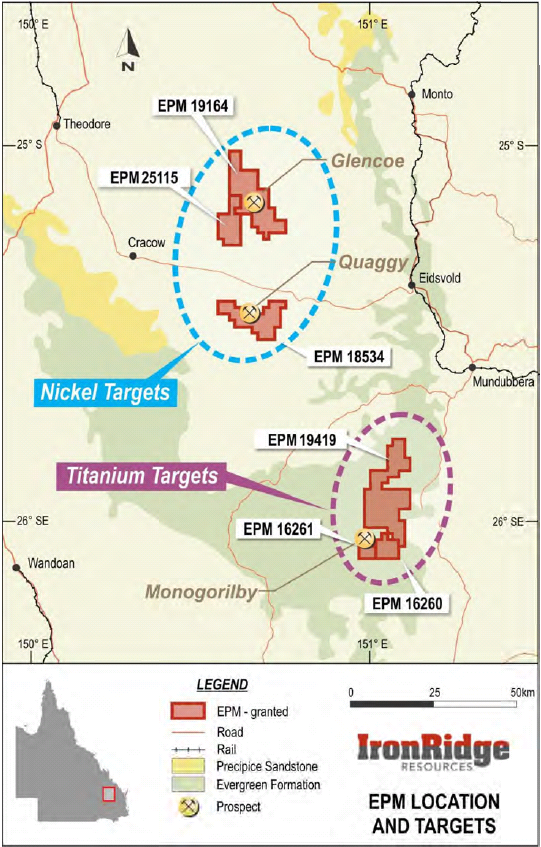 150° E
151° E
N
Monto
EPM 19164
Theodore
25° S
25° S
Glencoe
EPM 25115
Cracow
Quaggy
Eidsvold
EPM 18534
Nickel Targets
Mundubbera
EPM 19419
Titanium Targets
26° S
26° SE
EPM 16261
Wandoan
Monogorilby
EPM 16260
150° E
151° E
LEGEND
EPM - granted
Road
Rail
Precipice Sandstone
Evergreen Formation
Prospect
0 25 50km
IronRidge
RESOURCES
EPM LOCATION
AND TARGETS